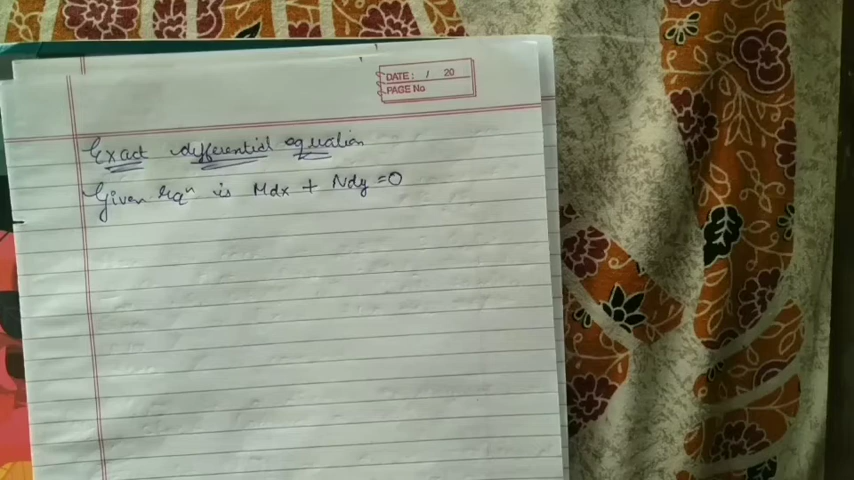 DATE: / 20
PAGE No
Exact differential equation
Given Eqⁿ is Mdx + Ndy = 0